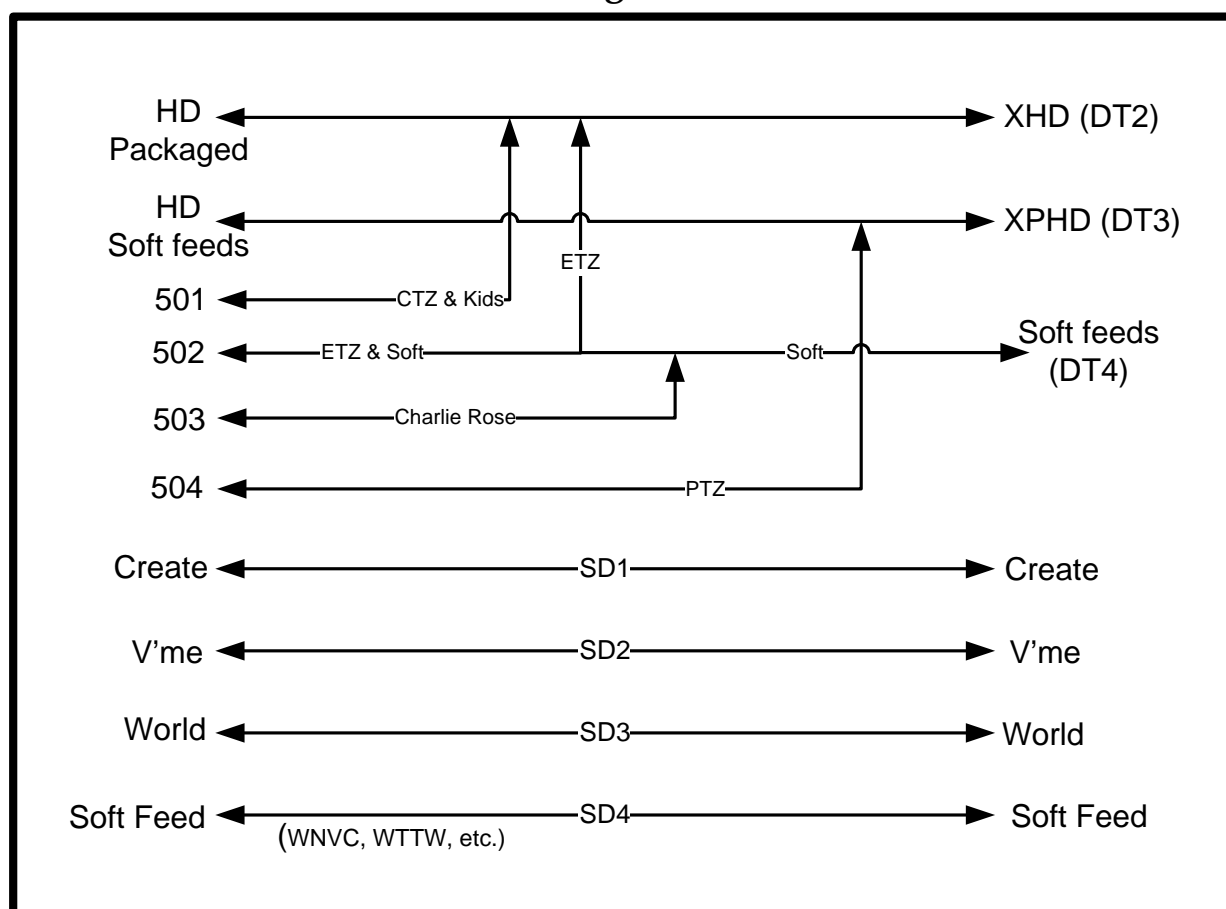 HD
Packaged
XHD (DT2)
HD
Soft feeds
XPHD (DT3)
ETZ
501
CTZ & Kids
502
ETZ & Soft
Soft
Soft feeds
(DT4)
503
Charlie Rose
504
PTZ
Create
SD1
Create
V’me
SD2
V’me
World
SD3
World
Soft Feed
SD4
Soft Feed
(WNVC, WTTW, etc.)